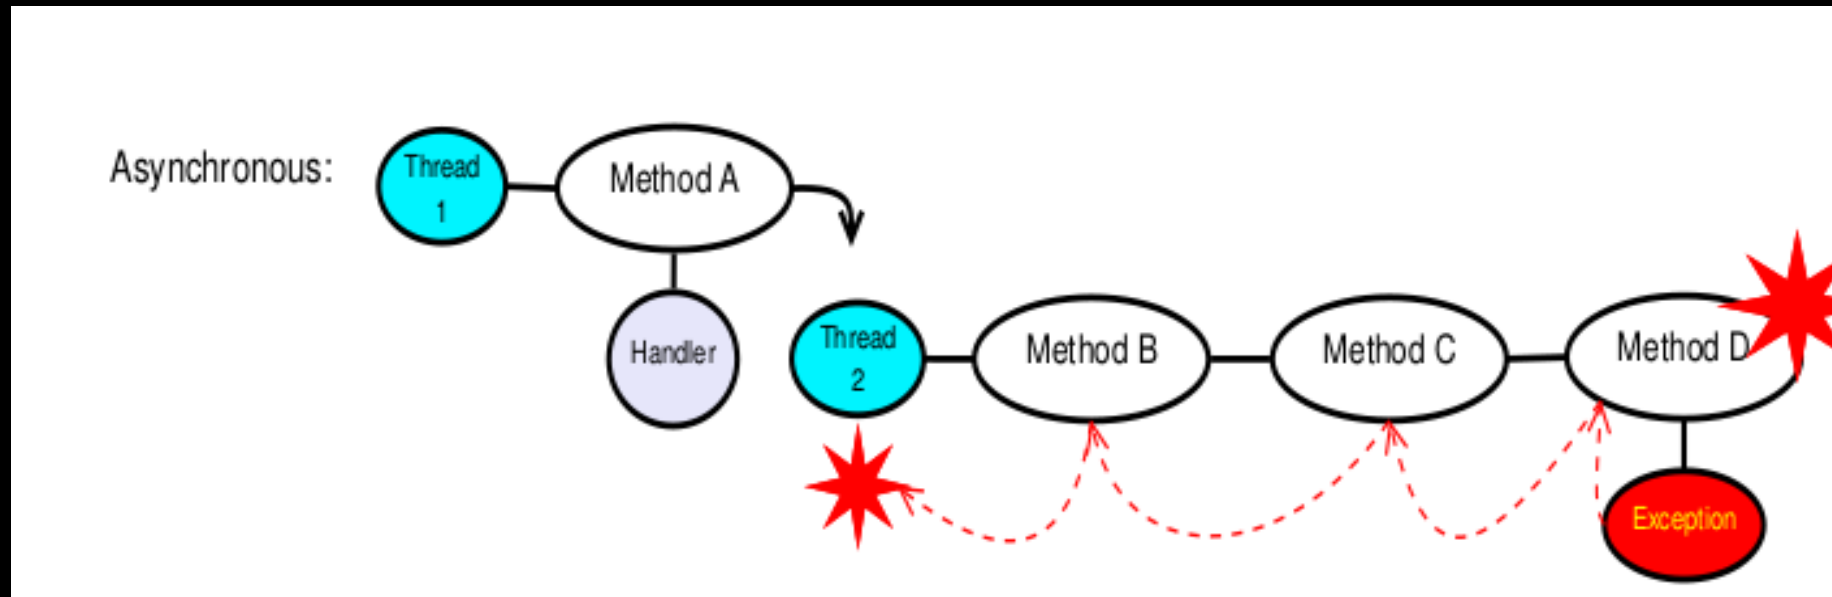 Asynchronous:
Thread
1
Method A
Handler
Thread
2
Method B
Method C
Method D
Exception